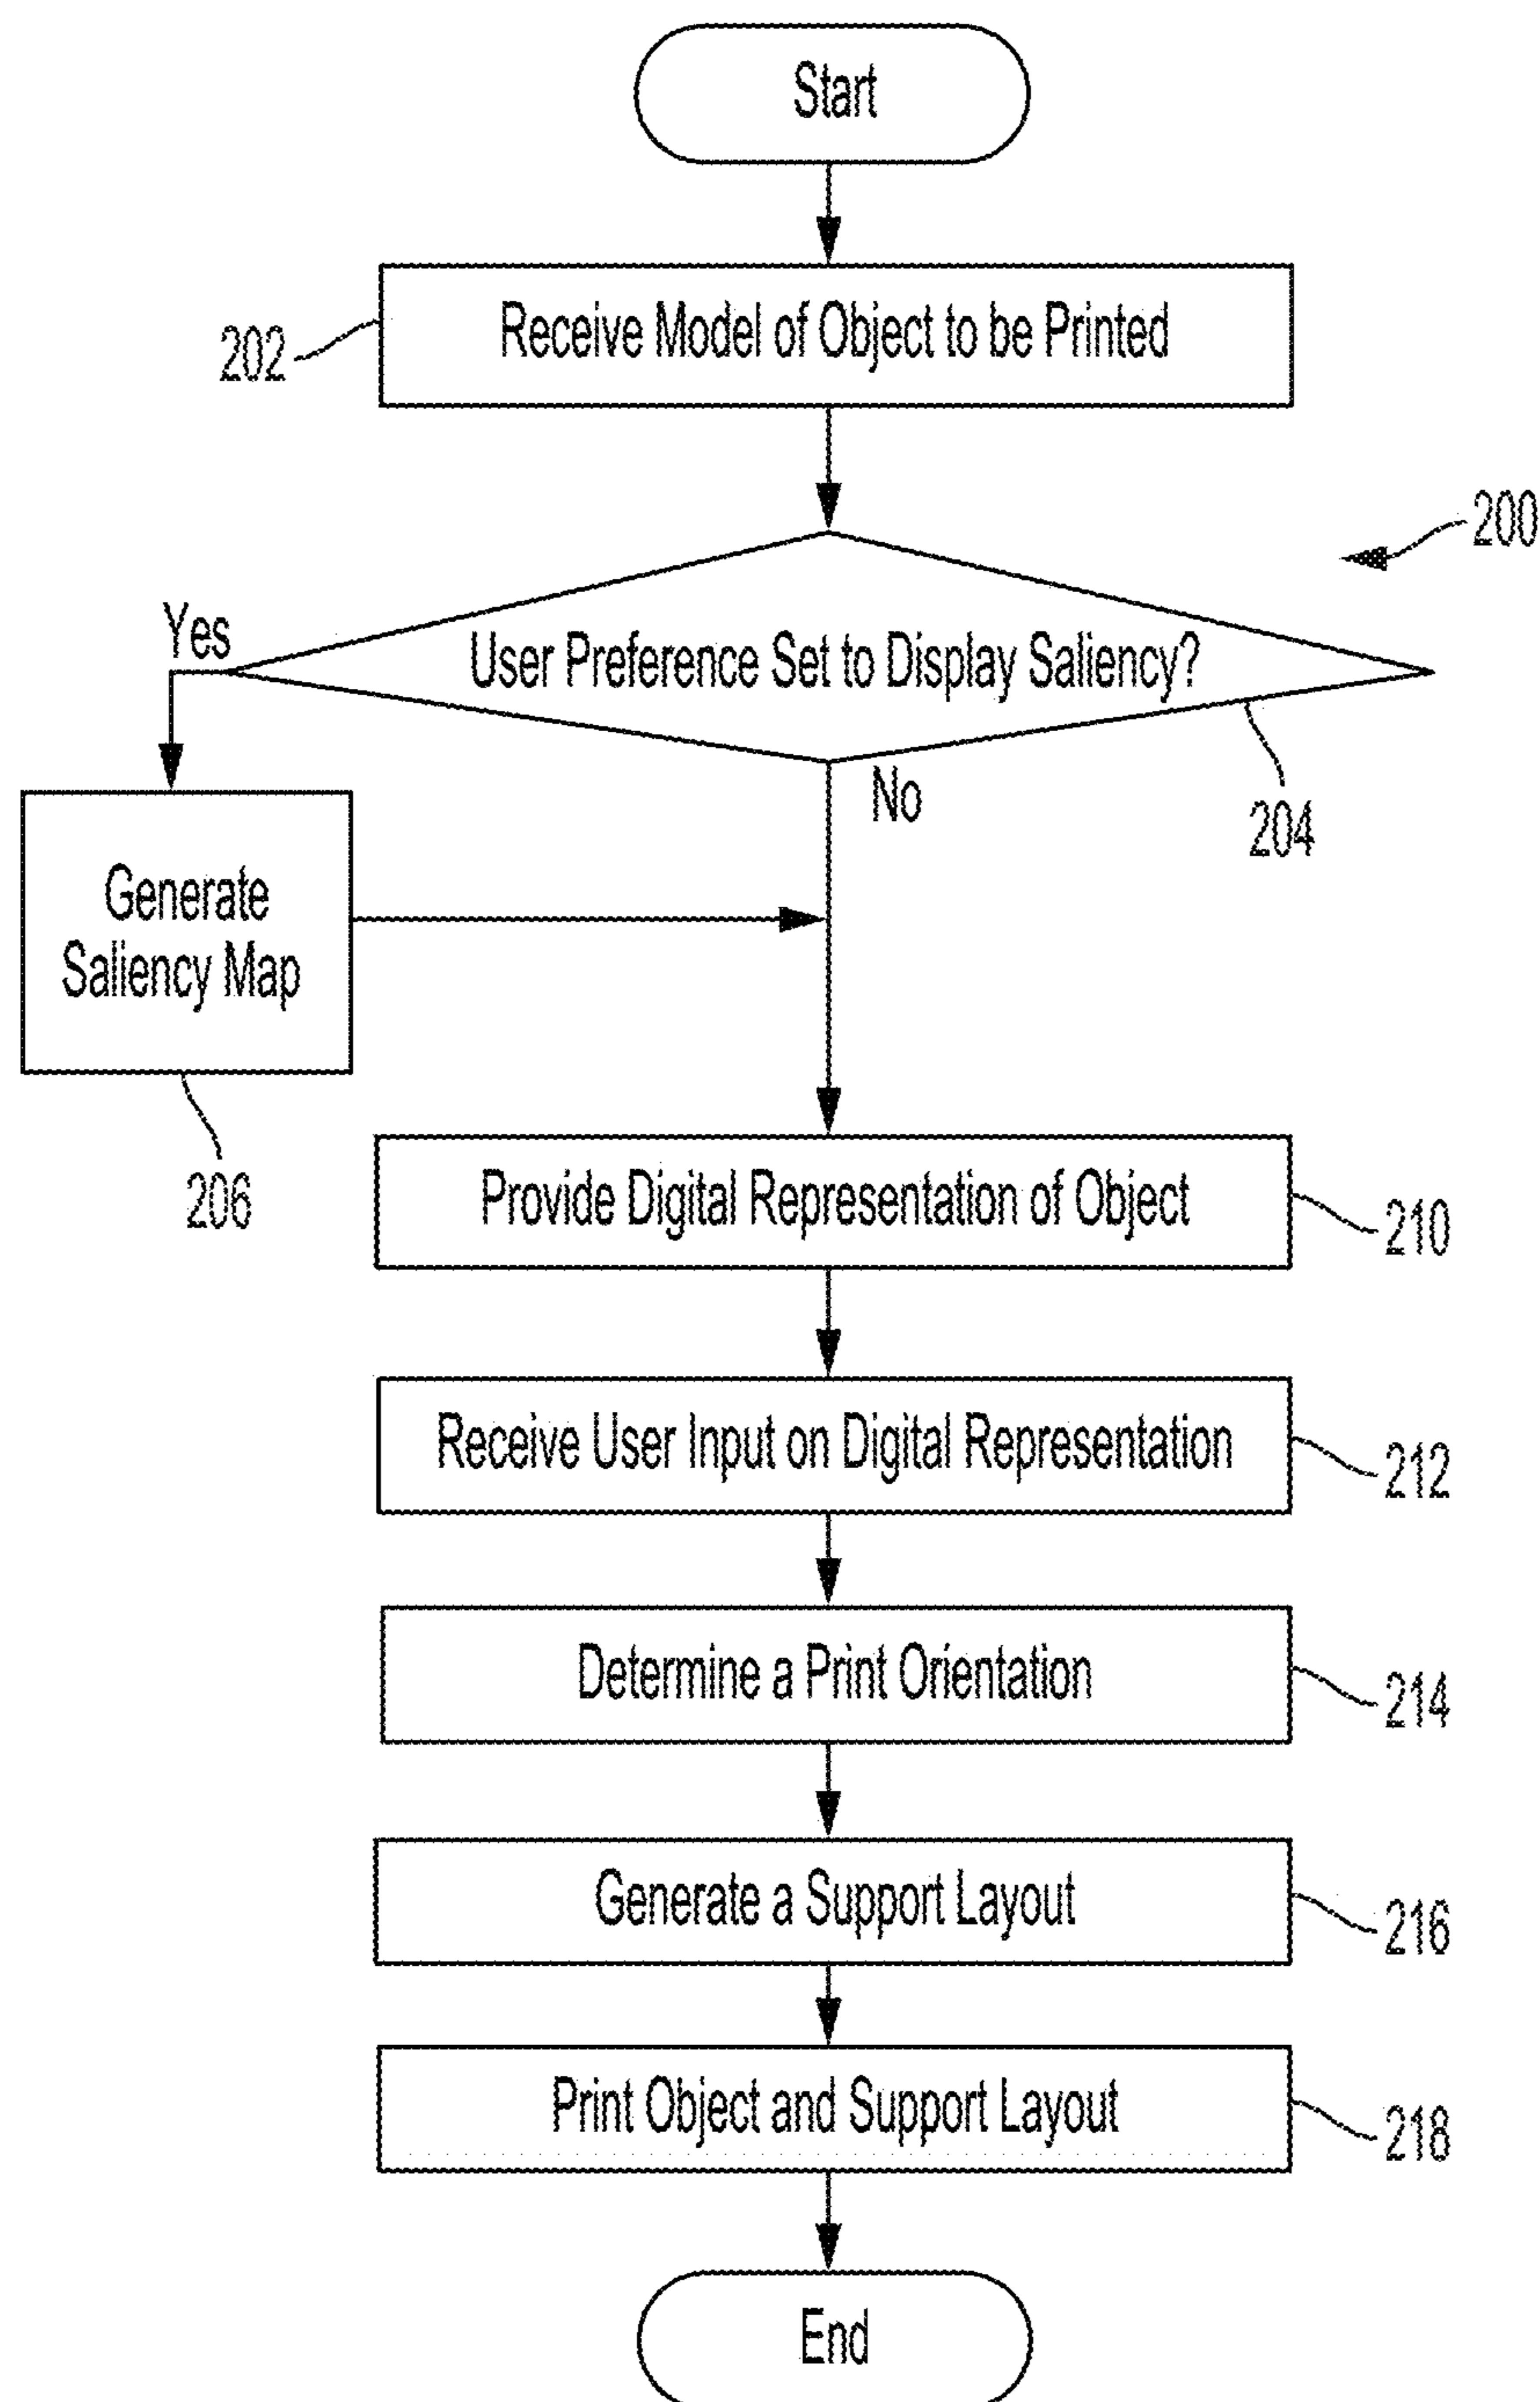 Start
Receive Model of Object to be Printed
202
200
User Preference Set to Display Saliency?
Yes
No
204
Generate
Saliency Map
206
Provide Digital Representation of Object
210
Receive User Input on Digital Representation
212
Determine a Print Orientation
214
Generate a Support Layout
216
Print Object and Support Layout
218
End